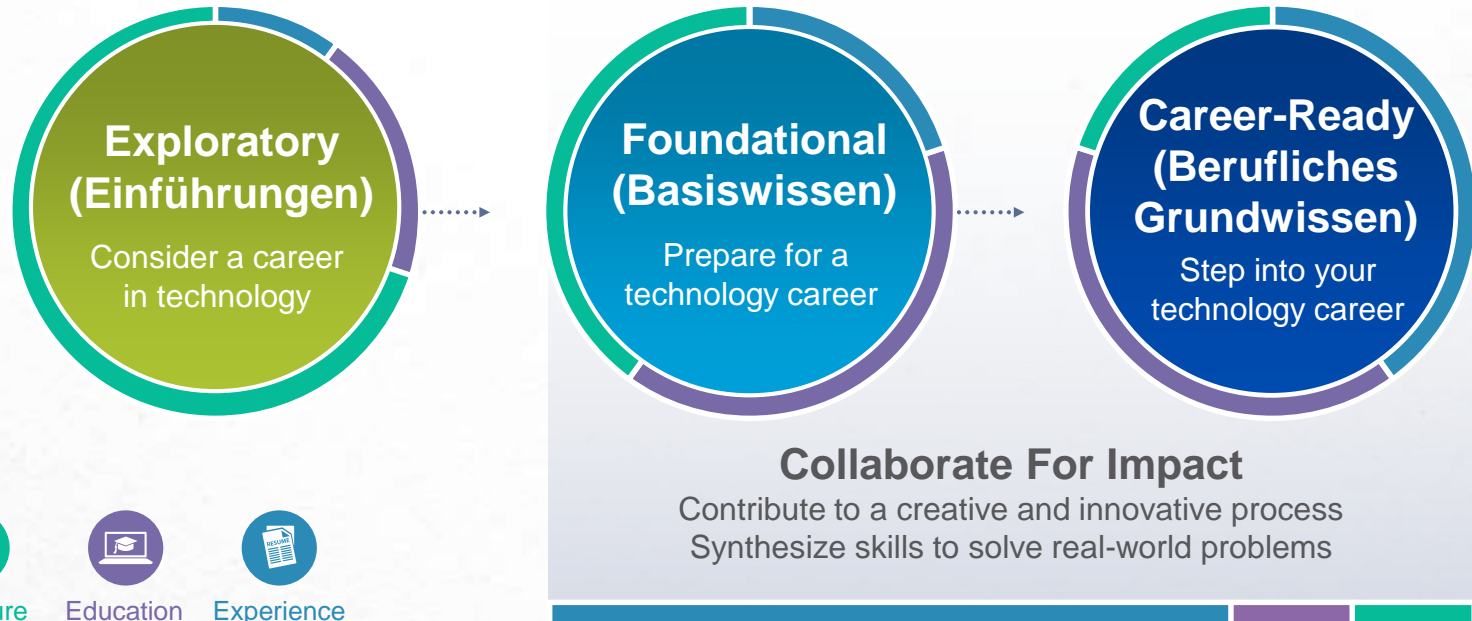 Exploratory
(Einführungen)
Consider a career
in technology
Foundational
(Basiswissen)
Prepare for a
technology career
Career-Ready
(Berufliches
Grundwissen)
Step into your
technology career
Collaborate For Impact
Contribute to a creative and innovative process
Synthesize skills to solve real-world problems
RESUME
Education
Experience